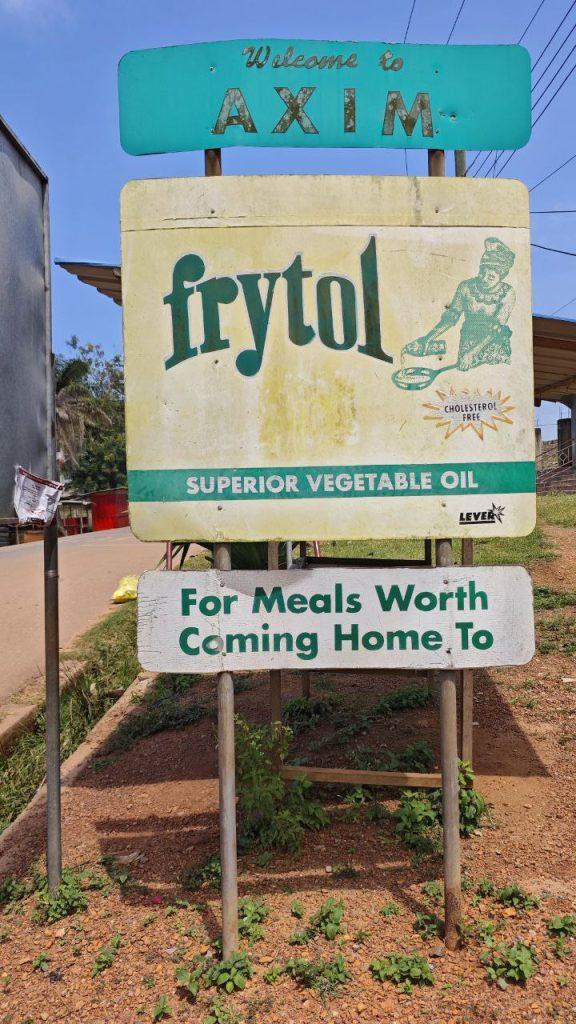 Welcome to
AXIM
frytol
CHOLESTEROL
FREE
SUPERIOR VEGETABLE OIL
LEVER
For Meals Worth
Coming Home To